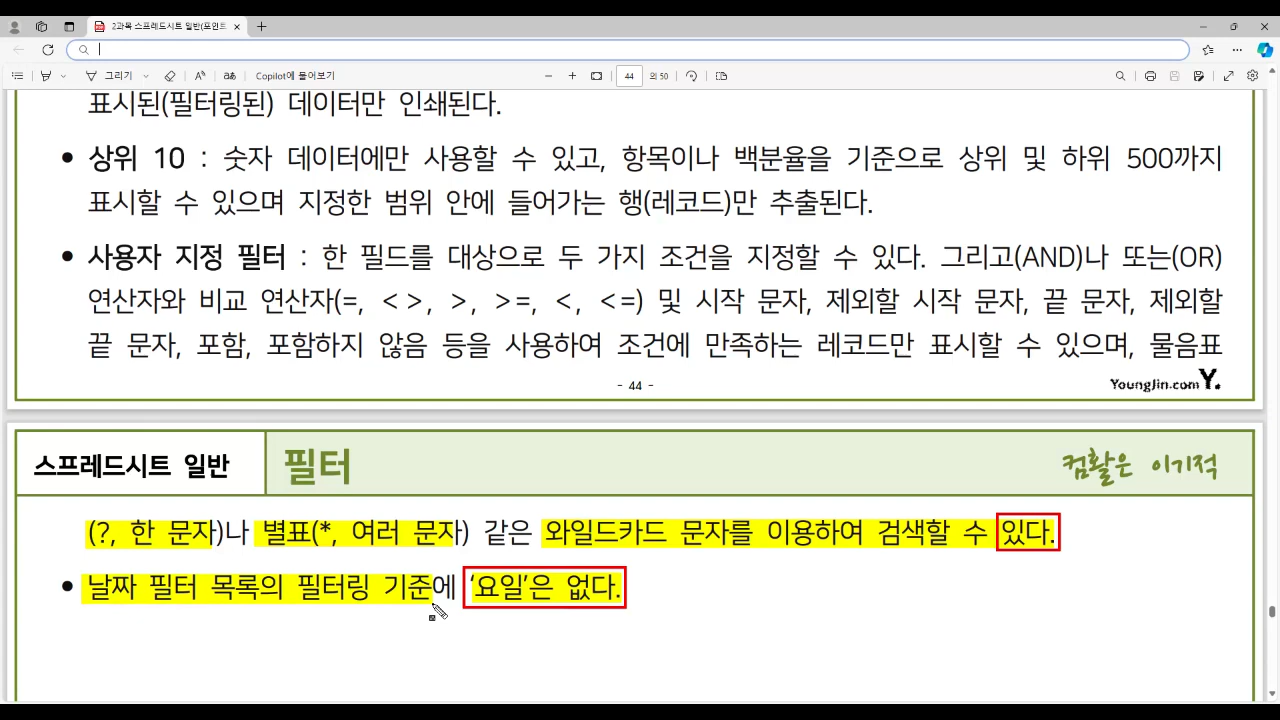 2과목 스프레드시트 일반(포인트
그리기
Copilot에 물어보기
44 의 50
표시된(필터링된) 데이터만 인쇄된다.
• 상위 10 : 숫자 데이터에만 사용할 수 있고, 항목이나 백분율을 기준으로 상위 및 하위 500까지
표시할 수 있으며 지정한 범위 안에 들어가는 행(레코드)만 추출된다.
• 사용자 지정 필터 : 한 필드를 대상으로 두 가지 조건을 지정할 수 있다. 그리고(AND)나 또는(OR)
연산자와 비교 연산자(=, <>, >, >=, <, <=) 및 시작 문자, 제외할 시작 문자, 끝 문자, 제외할
끝 문자, 포함, 포함하지 않음 등을 사용하여 조건에 만족하는 레코드만 표시할 수 있으며, 물음표
- 44 -
YoungJin.com Y.
스프레드시트 일반 필터 컴활은 이기적
(?, 한 문자)나 별표(*, 여러 문자) 같은 와일드카드 문자를 이용하여 검색할 수 있다.
• 날짜 필터 목록의 필터링 기준에 '요일'은 없다.